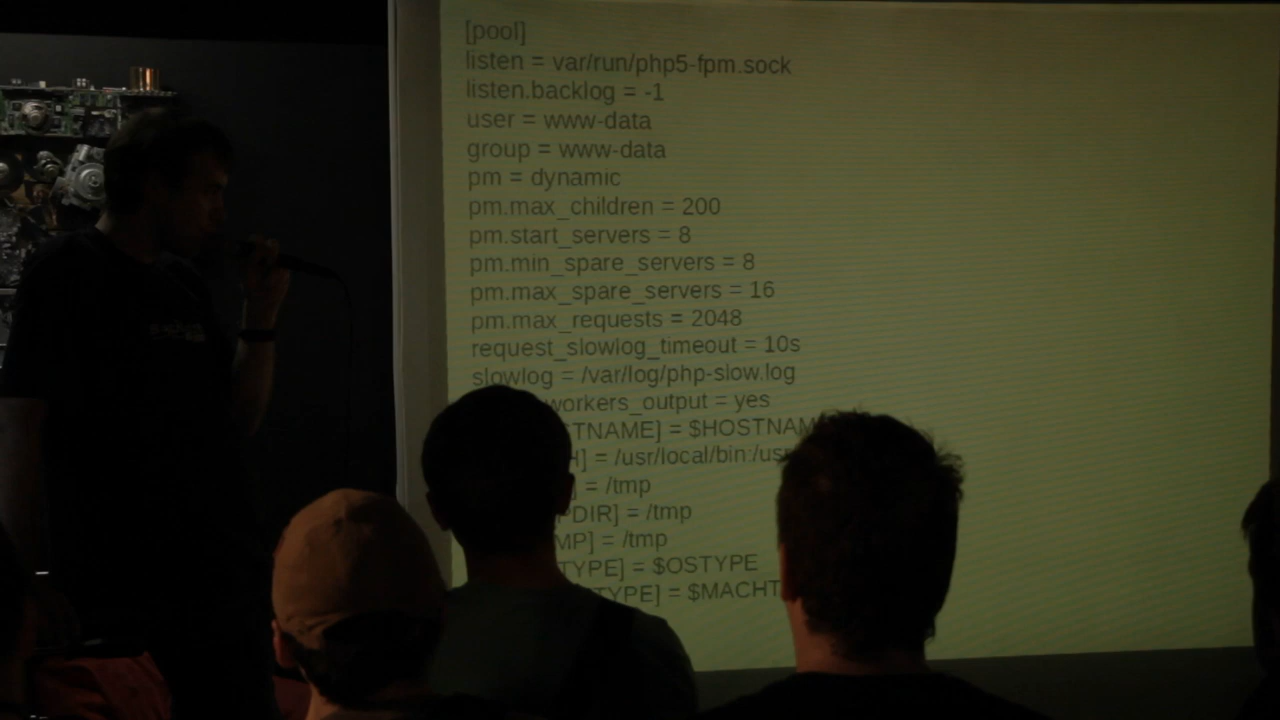 [pool]
listen = var/run/php5-fpm.sock
listen.backlog = -1
user = www-data
group = www-data
pm = dynamic
pm.max_children = 200
pm.start_servers = 8
pm.min_spare_servers = 8
pm.max_spare_servers = 16
pm.max_requests = 2048
request_slowlog_timeout = 10s
slowlog = /var/log/php-slow.log
workers_output = yes
STNAME] = $HOSTNAM
H] = /usr/local/bin:/us
] = /tmp
PDIR] = /tmp
MP] = /tmp
TYPE] = $OSTYPE
TYPE] = $MACHT